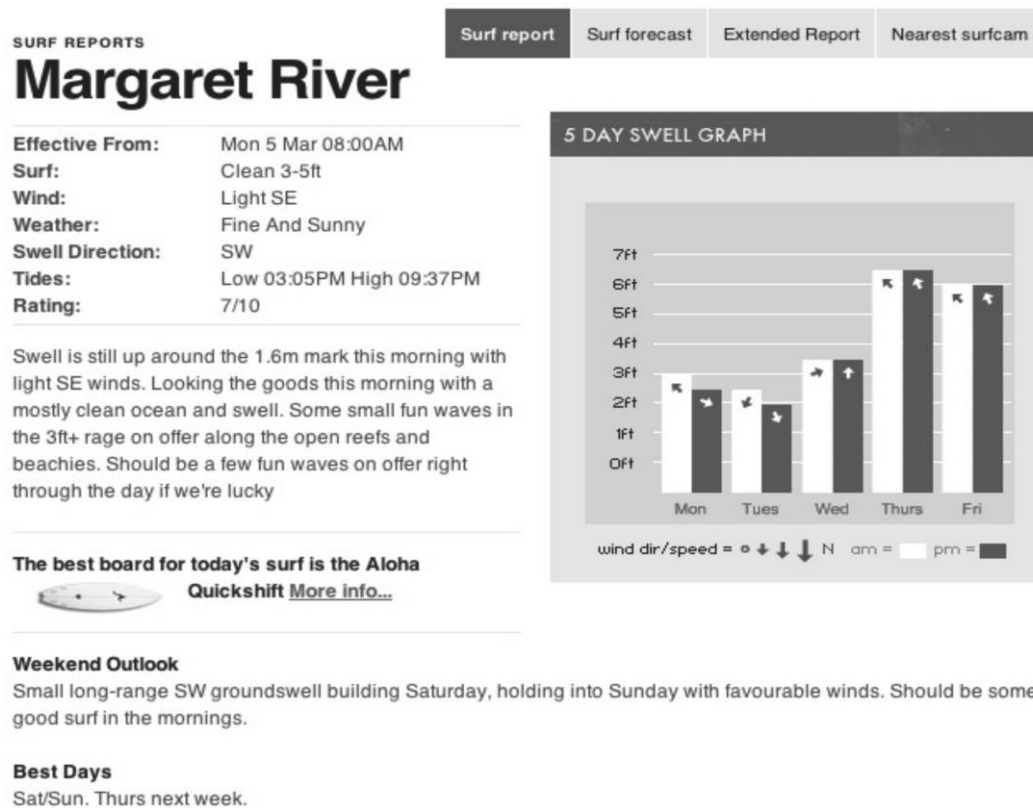 Surf report Surf forecast Extended Report Nearest surfcam
SURF REPORTS
Margaret River
Effective From: Mon 5 Mar 08:00AM
Surf: Clean 3-5ft
Wind: Light SE
Weather: Fine And Sunny
Swell Direction: SW
Tides: Low 03:05PM High 09:37PM
Rating: 7/10
Swell is still up around the 1.6m mark this morning with
light SE winds. Looking the goods this morning with a
mostly clean ocean and swell. Some small fun waves in
the 3ft+ rage on offer along the open reefs and
beachies. Should be a few fun waves on offer right
through the day if we're lucky
The best board for today's surf is the Aloha
Quickshift More info...
5 DAY SWELL GRAPH
7ft
6ft
5ft
4ft
3ft
2ft
1ft
0ft
Mon Tues Wed Thurs Fri
wind dir/speed = N am = pm =
Weekend Outlook
Small long-range SW groundswell building Saturday, holding into Sunday with favourable winds. Should be some
good surf in the mornings.
Best Days
Sat/Sun. Thurs next week.